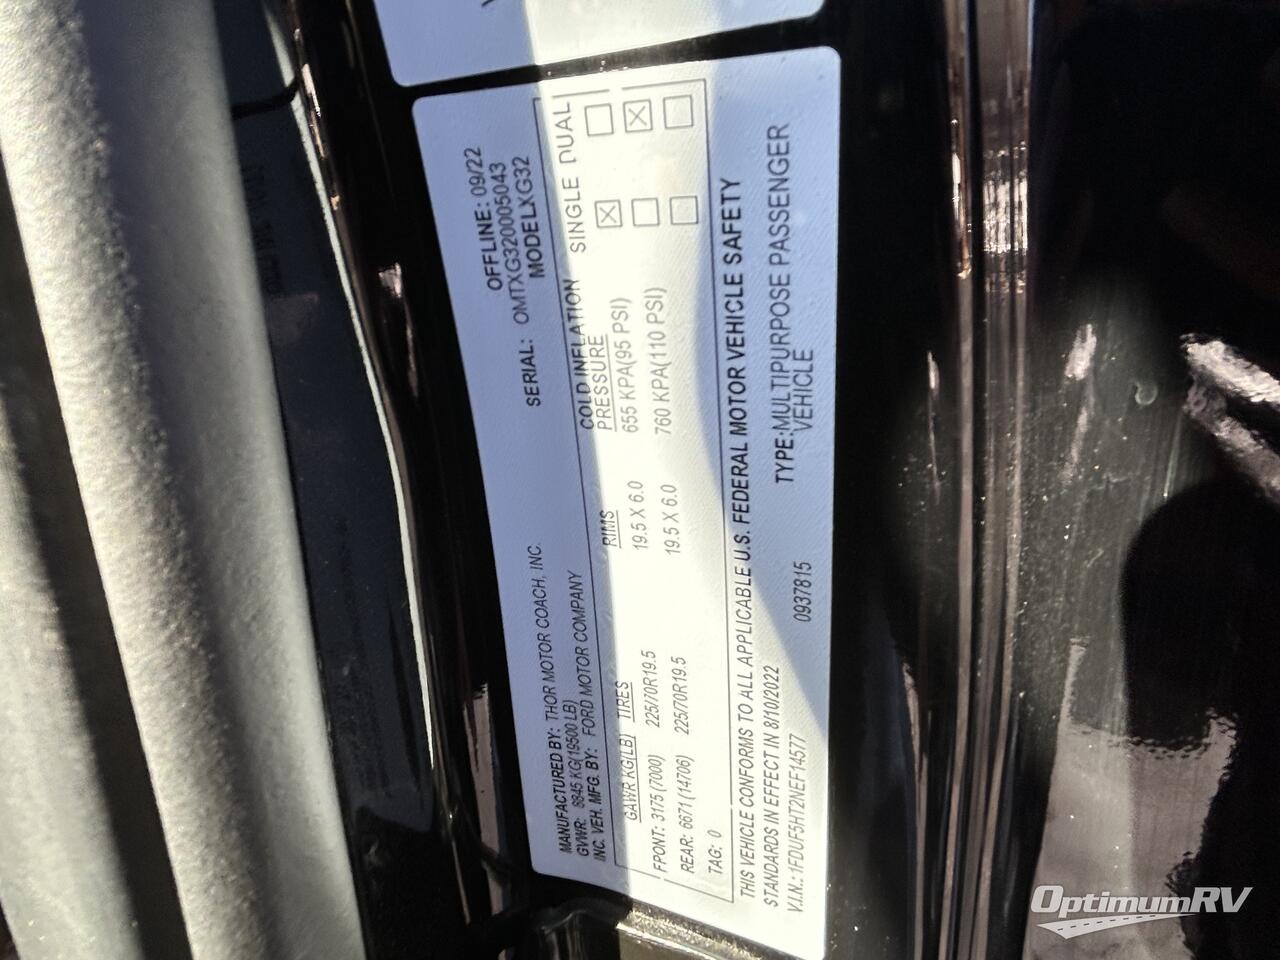 OFFLINE: 09/22
SERIAL: OMTXG320005043
MODEL XG32
MANUFACTURED BY: THOR MOTOR COACH, INC.
GVWR: 8845 KG(19500 LB)
INC. VEH. MFG. BY: FORD MOTOR COMPANY
GAWR KG(LB) TIRES RIMS COLD INFLATION PRESSURE SINGLE DUAL
FRONT: 3175 (7000) 225/70R19.5 19.5 X 6.0 655 KPA(95 PSI)
REAR: 6671 (14706) 225/70R19.5 19.5 X 6.0 760 KPA(110 PSI)
TAG: 0
THIS VEHICLE CONFORMS TO ALL APPLICABLE U.S. FEDERAL MOTOR VEHICLE SAFETY
STANDARDS IN EFFECT IN 8/10/2022
TYPE:MULTIPURPOSE PASSENGER
VEHICLE
V.I.N.: 1FDUF5HT2NEF14577
0937815
OptimumRV